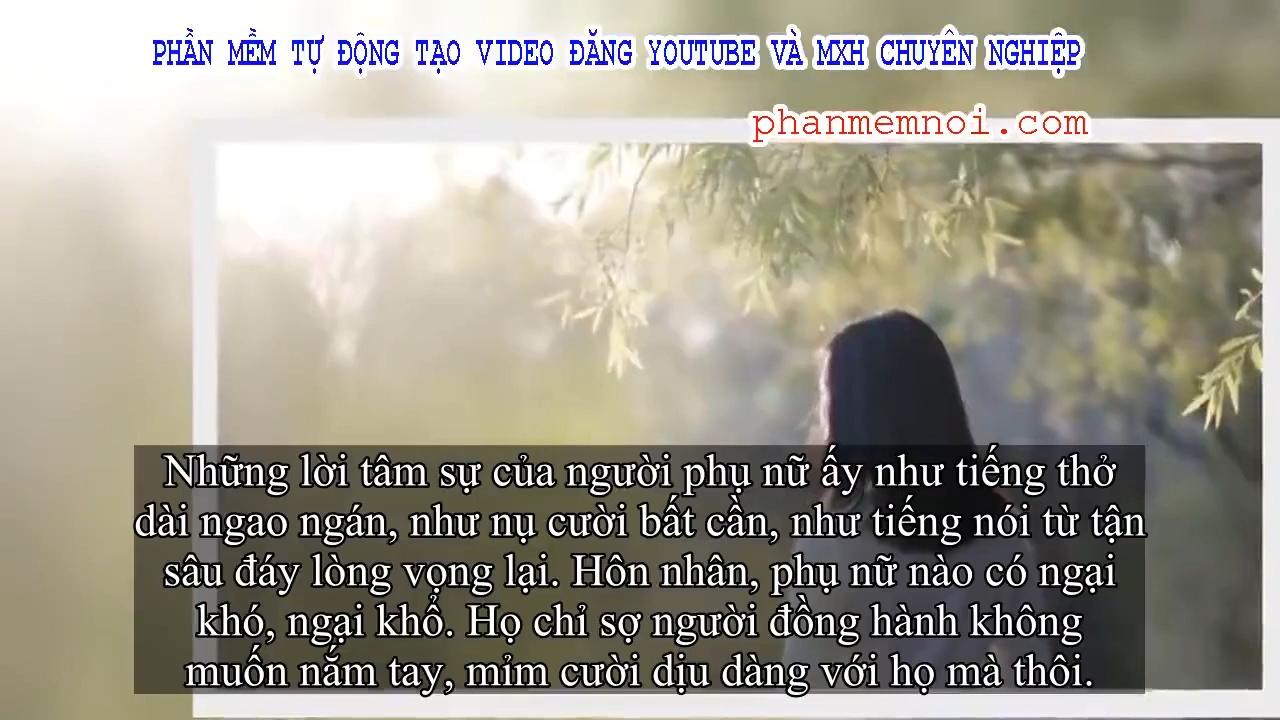 PHẦN MỀM TỰ ĐỘNG TẠO VIDEO ĐĂNG YOUTUBE VÀ MXH CHUYÊN NGHIỆP
phanmemnoi.com
Những lời tâm sự của người phụ nữ ấy như tiếng thở
dài ngao ngán, như nụ cười bất cần, như tiếng nói từ tận
sâu đáy lòng vọng lại. Hôn nhân, phụ nữ nào có ngại
khó, ngại khổ. Họ chỉ sợ người đồng hành không
muốn nắm tay, mỉm cười dịu dàng với họ mà thôi.